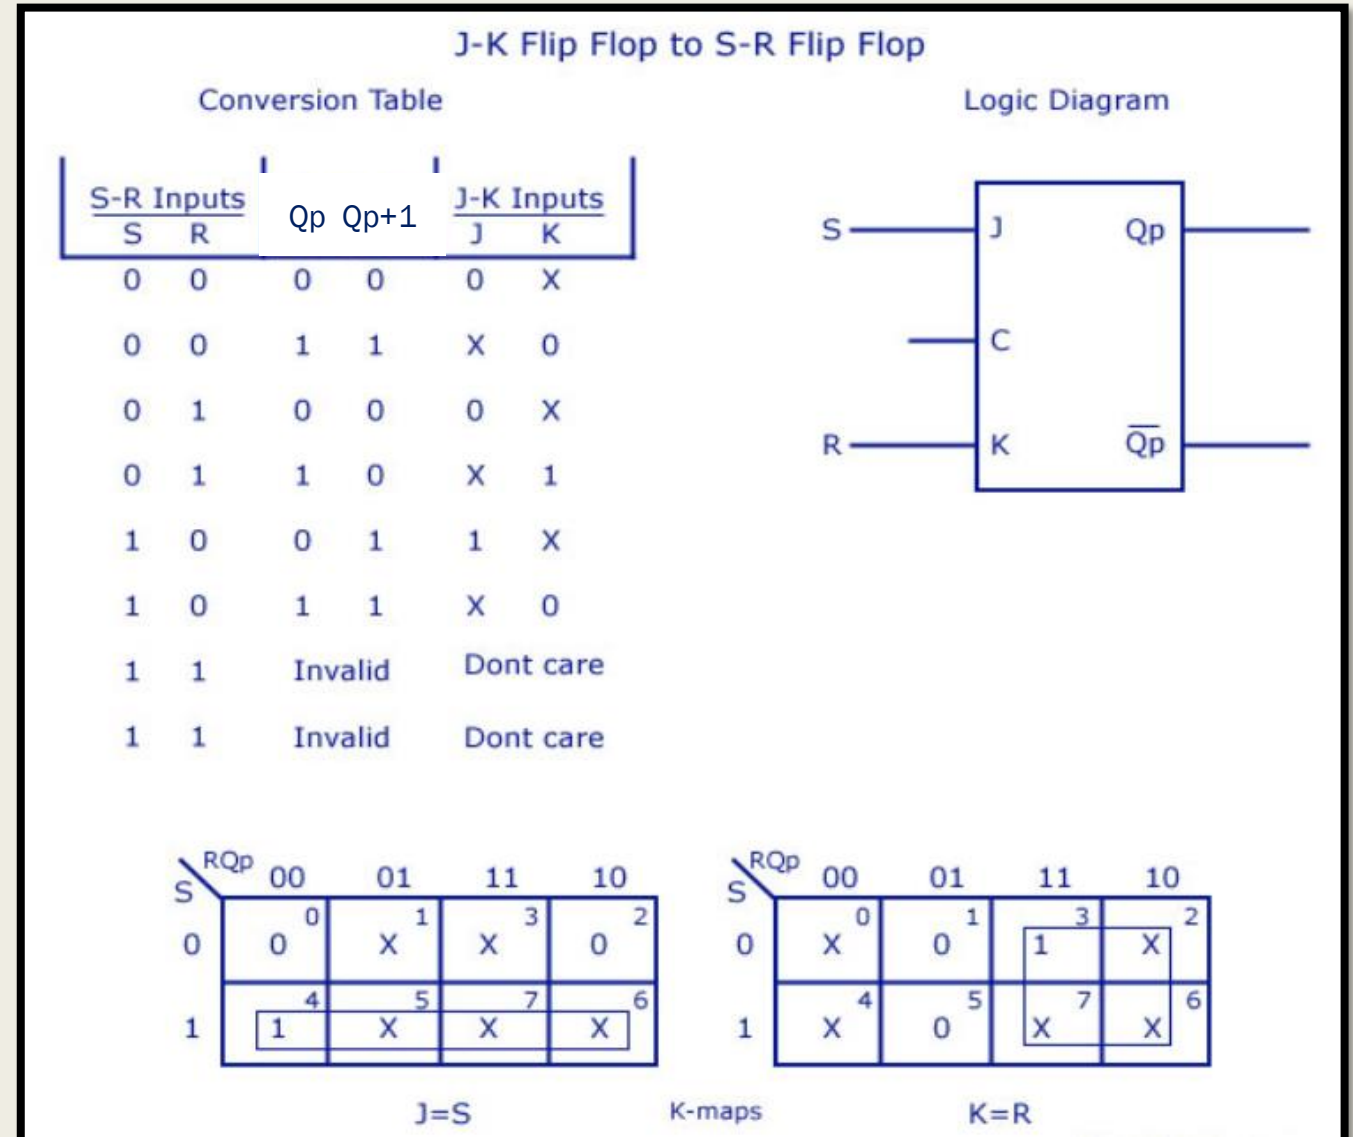 J-K Flip Flop to S-R Flip Flop
Conversion Table
Logic Diagram
S-R Inputs Qp Qp+1 J-K Inputs
S R J K
0 0 0 0 0 X
0 0 1 1 X 0
0 1 0 0 0 X
0 1 1 0 X 1
1 0 0 1 1 X
1 0 1 1 X 0
1 1 Invalid Dont care
1 1 Invalid Dont care
S J Qp
C
R K Q̅p̅
RQp 00 01 11 10
S
0 1 3 2
0 0 X X 0
4 5 7 6
1 1 X X X
J=S
RQp 00 01 11 10
S
0 1 3 2
0 X 0 1 X
4 5 7 6
1 X 0 X X
K-maps
K=R